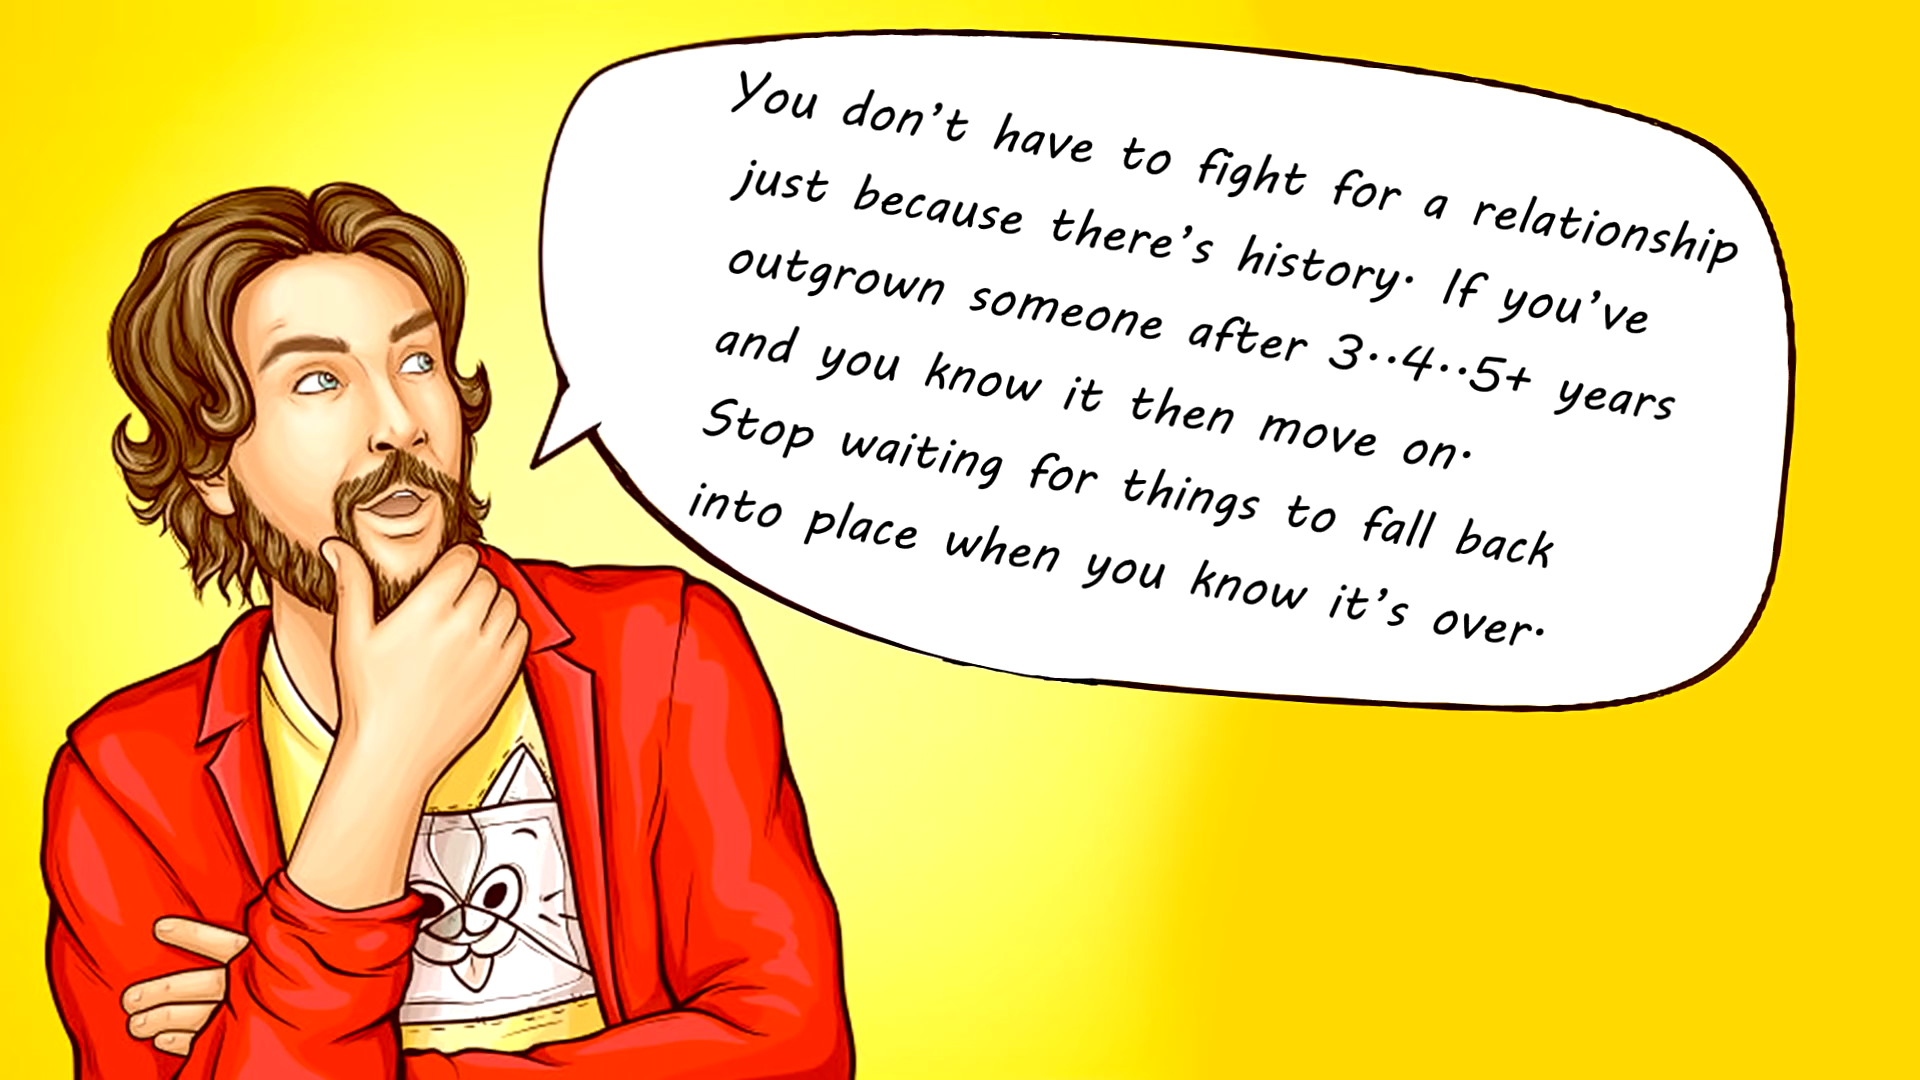 You don’t have to fight for a relationship
just because there’s history. If you’ve
outgrown someone after 3..4..5+ years
and you know it then move on.
Stop waiting for things to fall back
into place when you know it’s over.